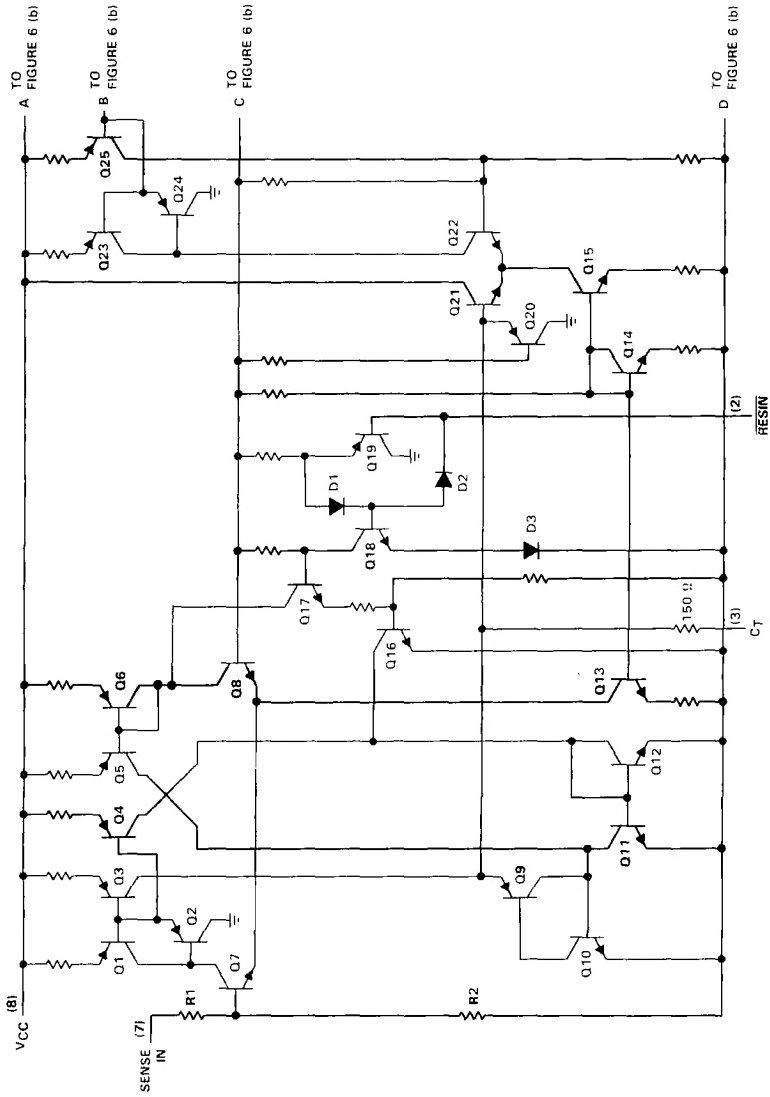 VCC (8)
SENSE IN (7)
R1
R2
Q1
Q2
Q3
Q4
Q5
Q6
Q7
Q8
Q9
Q10
Q11
Q12
Q13
Q14
Q15
Q16
Q17
Q18
Q19
Q20
Q21
Q22
Q23
Q24
Q25
D1
D2
D3
150 Ω
(3)
CT
(2)
RESIN
A TO FIGURE 6 (b)
B TO FIGURE 6 (b)
C TO FIGURE 6 (b)
D TO FIGURE 6 (b)